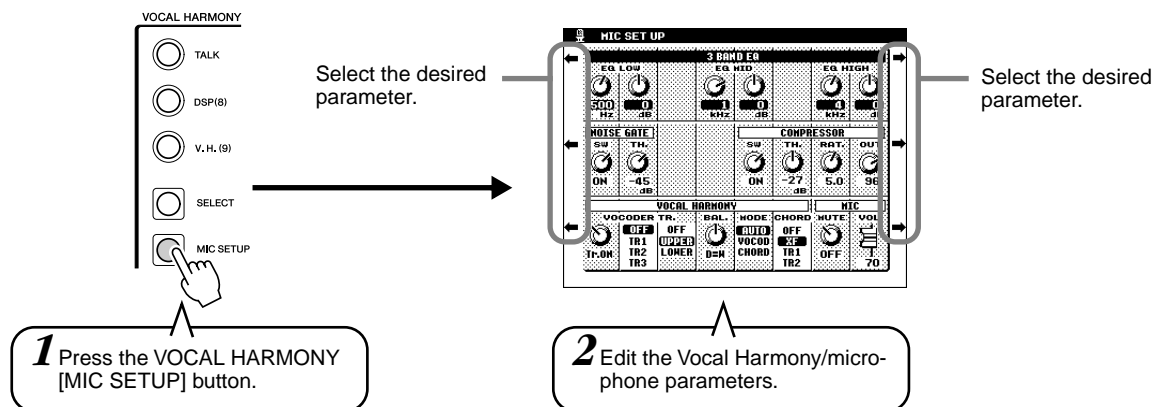 VOCAL HARMONY
TALK
DSP(8)
V. H. (9)
SELECT
MIC SETUP
Select the desired
parameter.
MIC SET UP
3 BAND EQ
EQ LOW EQ MID EQ HIGH
500 0 1 0 4
Hz dB kHz dB kHz
NOISE GATE COMPRESSOR
SW TH. SW TH. RAT. OUT
ON -45 ON -27 5.0 96
dB dB
VOCAL HARMONY MIC
VOCODER TR. BAL. MODE CHORD MUTE VOL
OFF OFF AUTO OFF
TR1 UPPER VOCOD XF
Tr.ON TR2 LOWER D=W CHORD TR1 OFF
TR3 TR2 70
Select the desired
parameter.
1 Press the VOCAL HARMONY
[MIC SETUP] button.
2 Edit the Vocal Harmony/micro-
phone parameters.